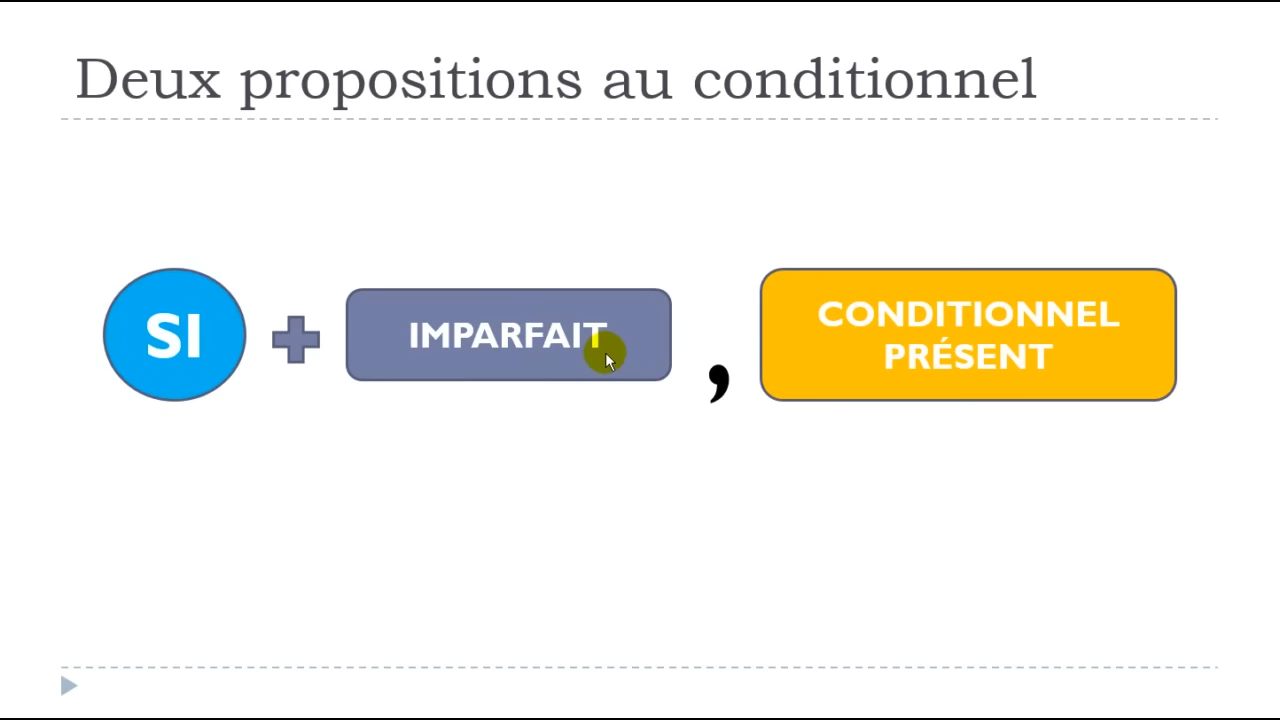 Deux propositions au conditionnel
SI
IMPARFAIT
,
CONDITIONNEL
PRÉSENT